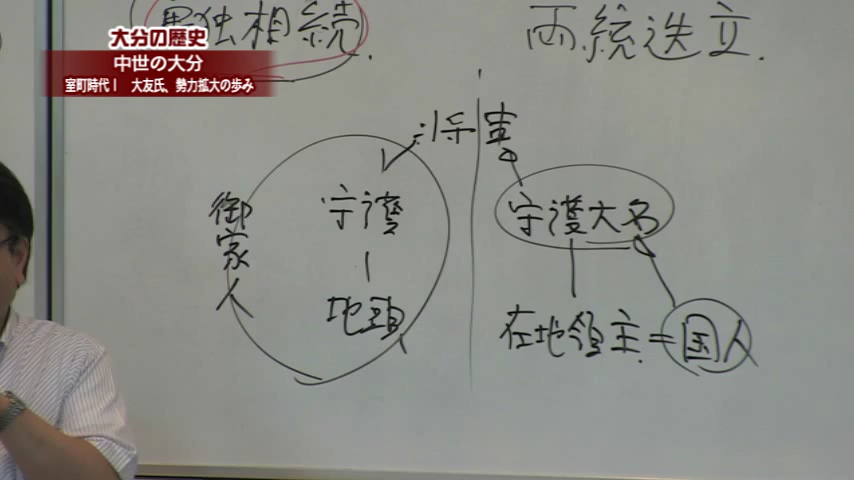 大分の歴史
中世の大分
室町時代Ⅰ 大友氏、勢力拡大の歩み
独相続.
両統迭立.
将軍
御家人
守護
地頭
守護大名
在地領主=国人